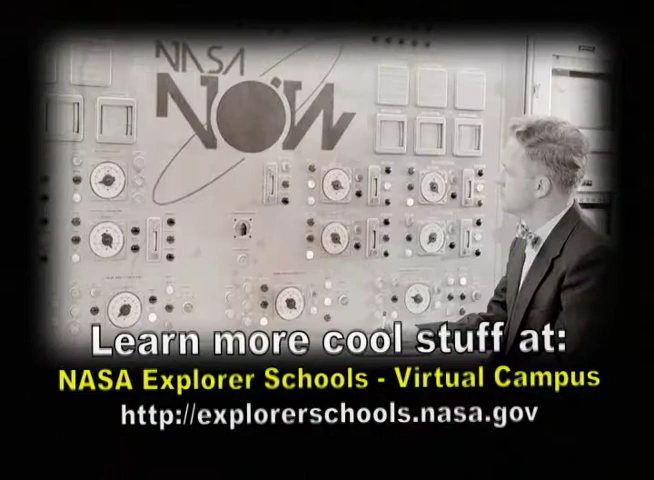 NASA
NOW
Learn more cool stuff at:
NASA Explorer Schools - Virtual Campus
http://explorerschools.nasa.gov